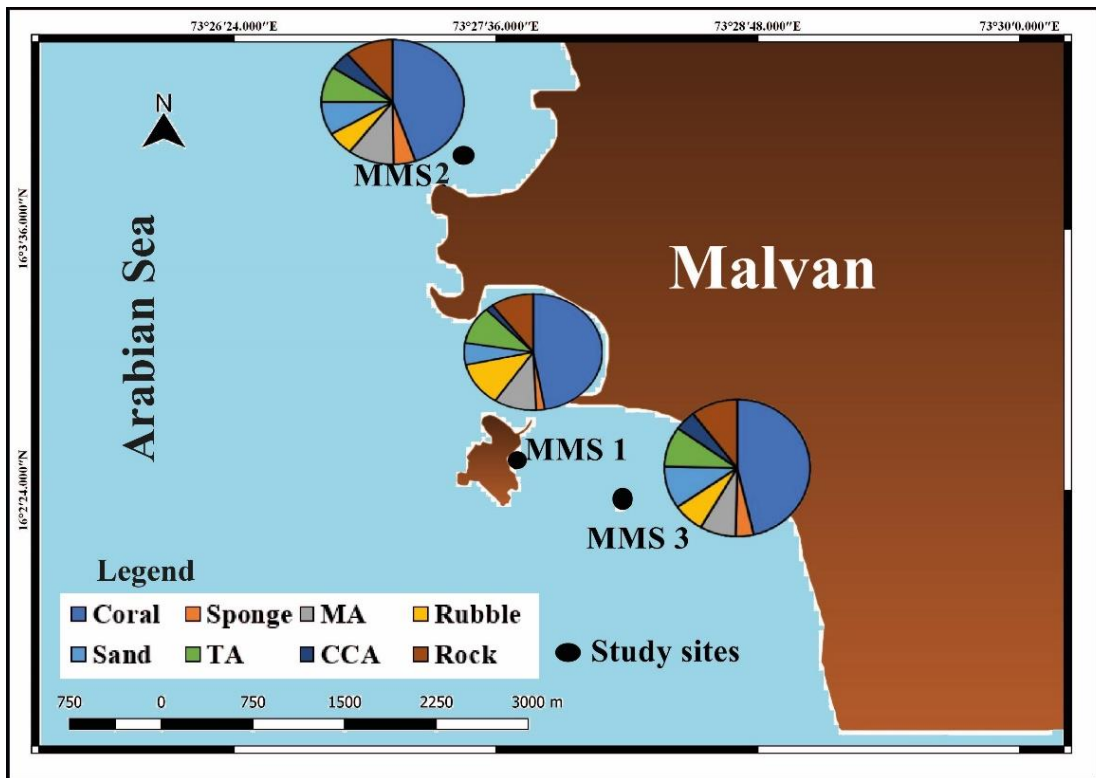 73°26'24.000"E 73°27'36.000"E 73°28'48.000"E 73°30'0.000"E
N
MMS2
16°3'36.000"N
Arabian Sea
Malvan
MMS 1
16°2'24.000"N
MMS 3
Legend
Coral Sponge MA Rubble
Sand TA CCA Rock
Study sites
750 0 750 1500 2250 3000 m